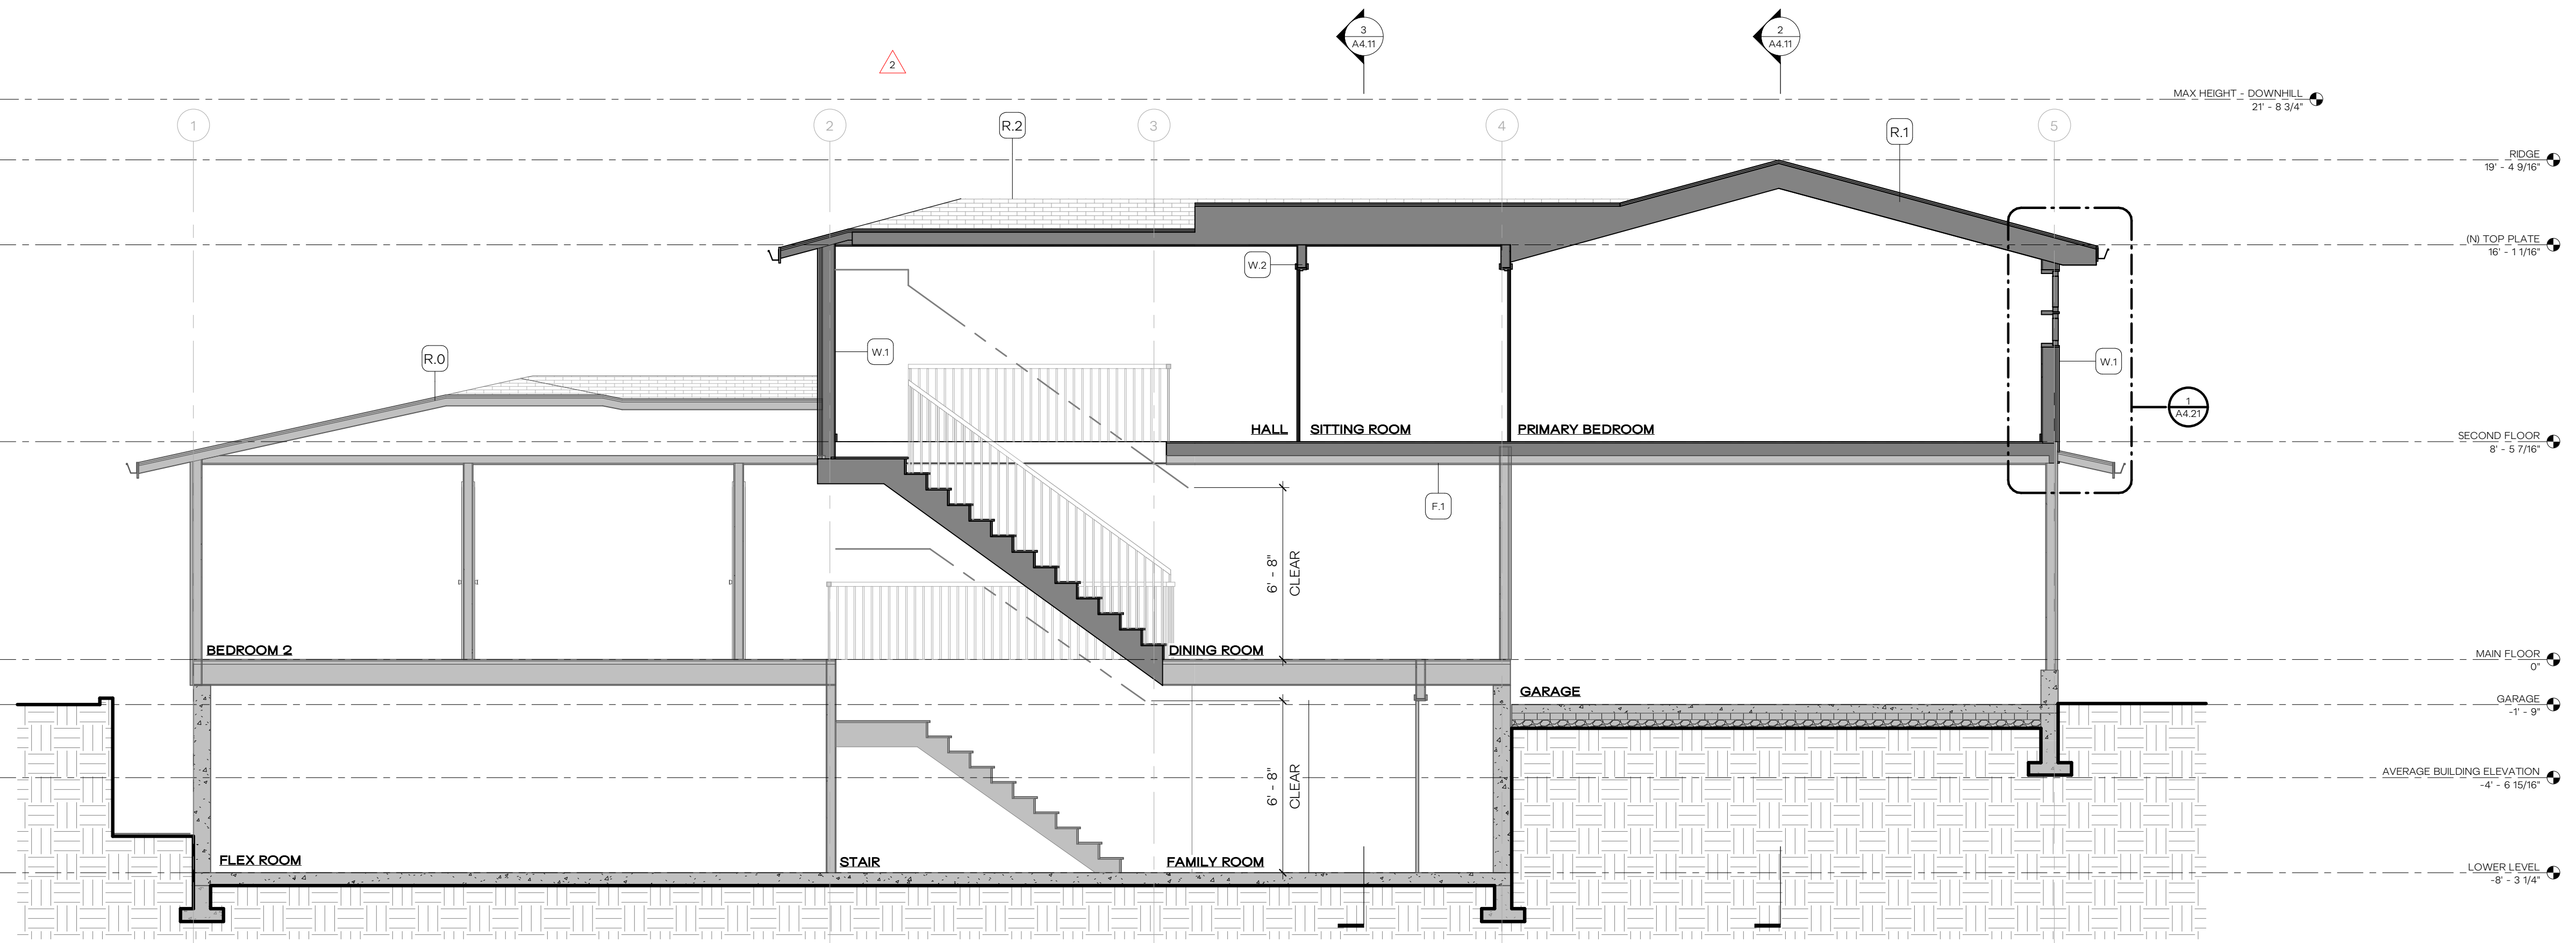 3
A4.11
2
A4.11
2
MAX HEIGHT - DOWNHILL
21' - 8 3/4"
1
2
R.2
3
4
R.1
5
RIDGE
19' - 4 9/16"
(N) TOP PLATE
16' - 1 1/16"
W.2
R.0
W.1
W.1
1
A4.21
HALL
SITTING ROOM
PRIMARY BEDROOM
SECOND FLOOR
8' - 5 7/16"
F.1
6' - 8"
CLEAR
BEDROOM 2
DINING ROOM
MAIN FLOOR
0"
GARAGE
GARAGE
-1' - 9"
6' - 8"
CLEAR
AVERAGE BUILDING ELEVATION
-4' - 6 15/16"
FLEX ROOM
STAIR
FAMILY ROOM
LOWER LEVEL
-8' - 3 1/4"